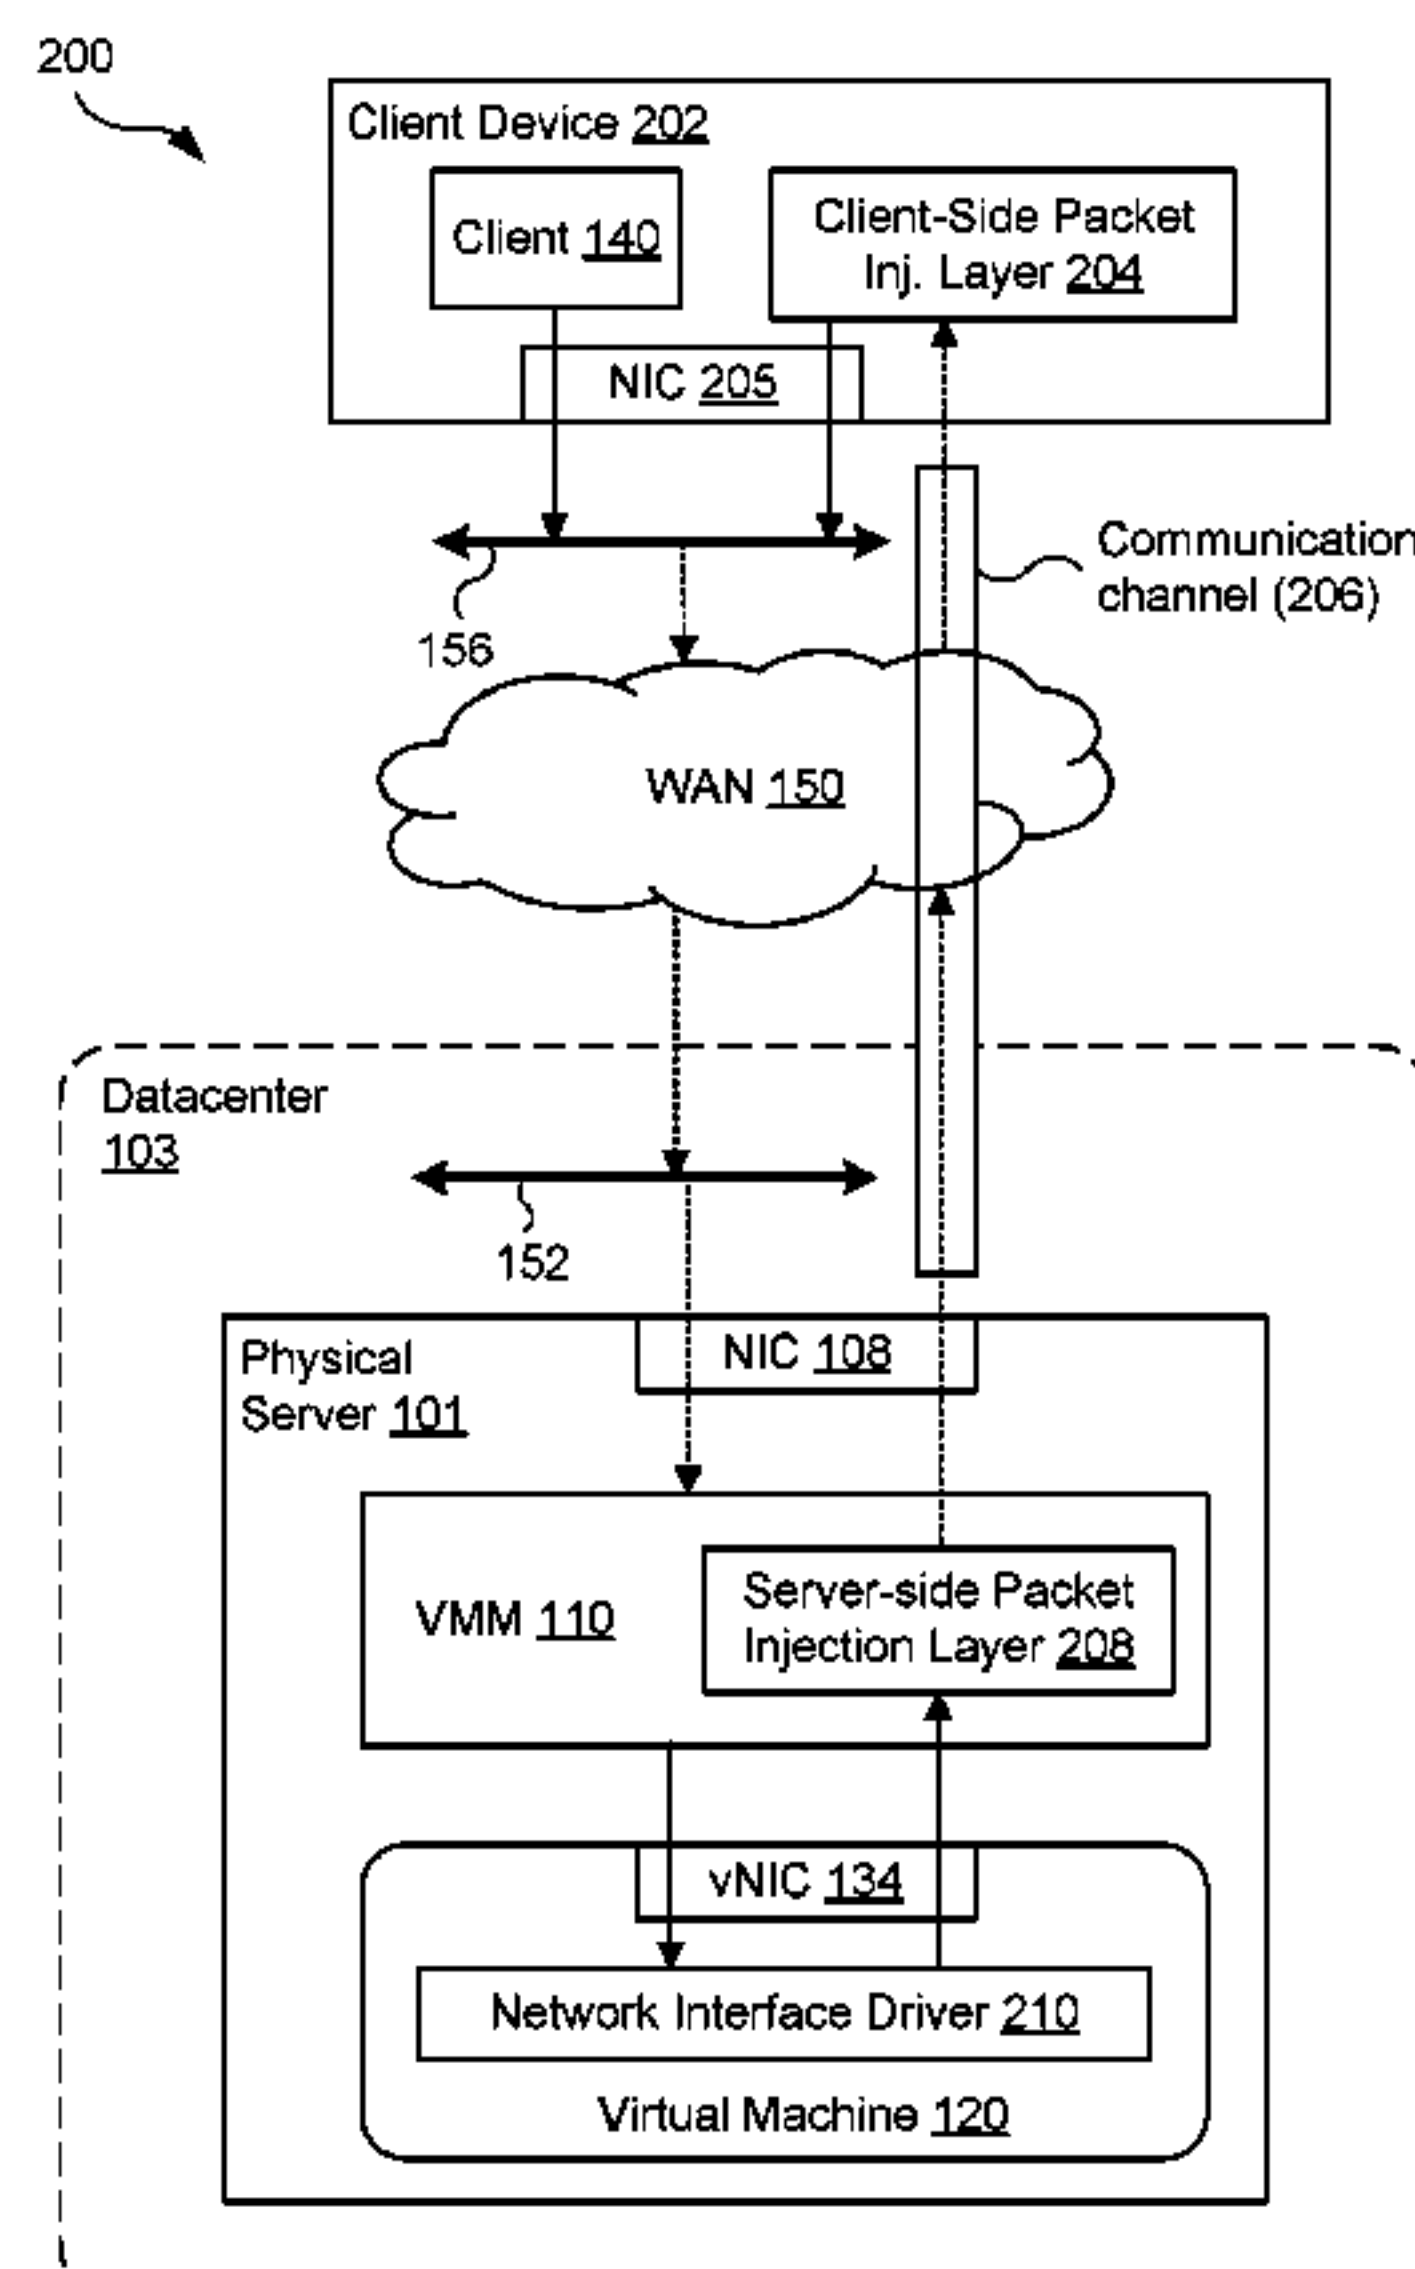 200
Client Device 202
Client 140
Client-Side Packet
Inj. Layer 204
NIC 205
Communication
channel (206)
156
WAN 150
Datacenter
103
152
NIC 108
Physical
Server 101
VMM 110
Server-side Packet
Injection Layer 208
vNIC 134
Network Interface Driver 210
Virtual Machine 120